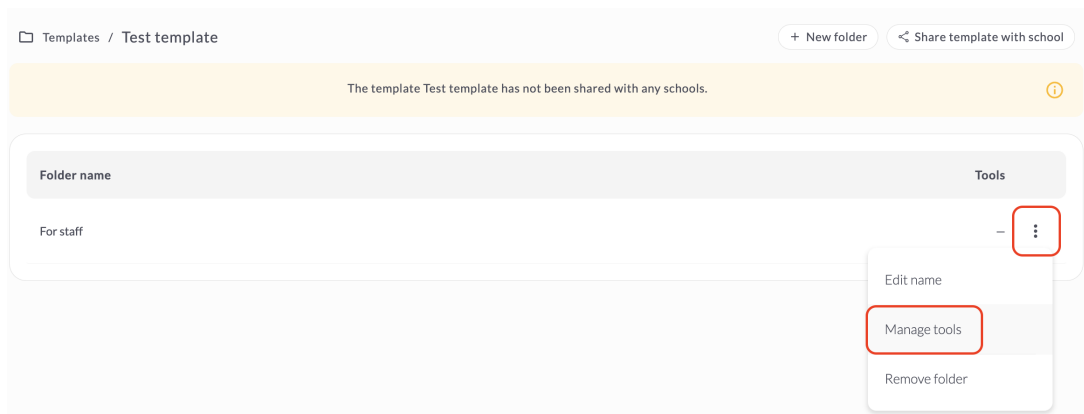 Templates / Test template
+ New folder
Share template with school
The template Test template has not been shared with any schools.
Folder name Tools
For staff –
Edit name
Manage tools
Remove folder